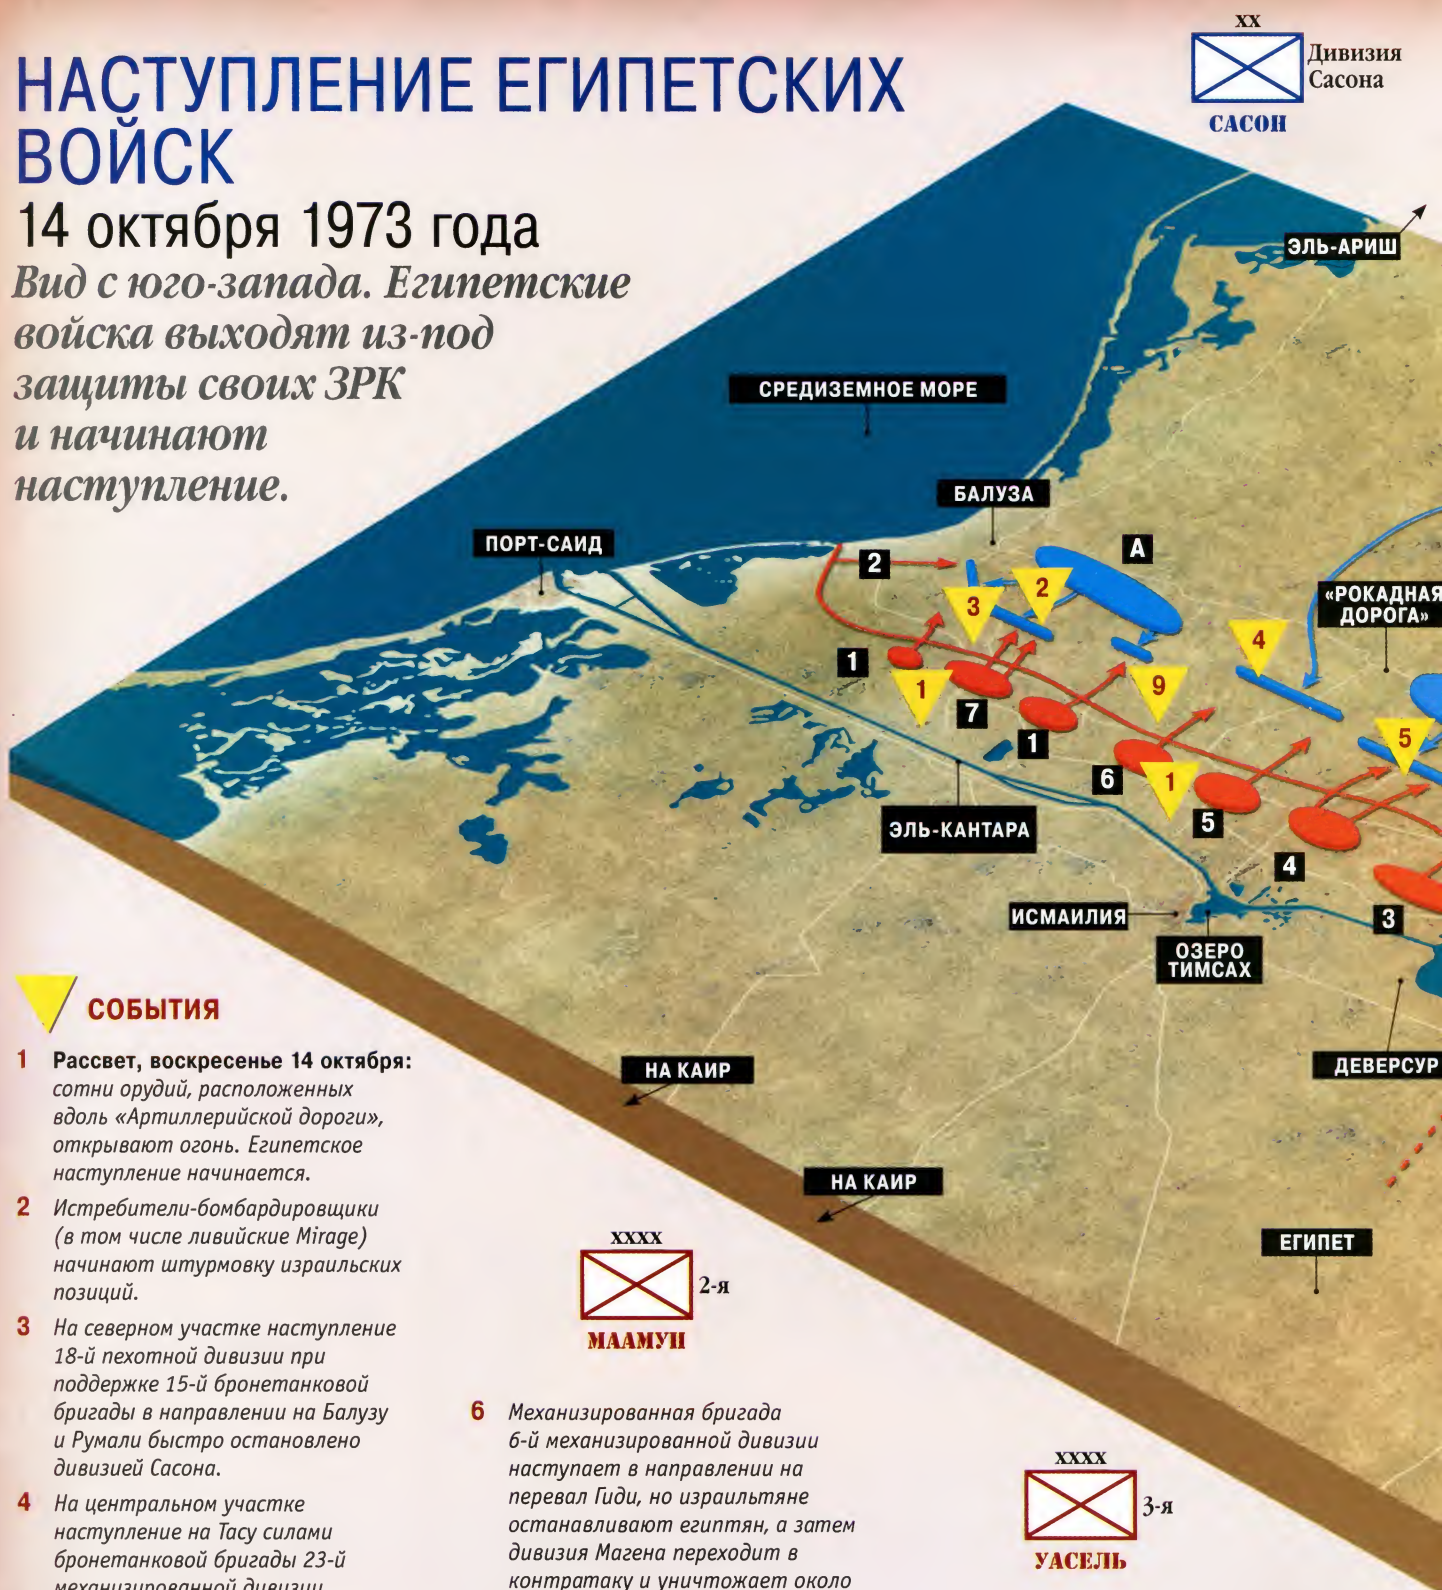 НАСТУПЛЕНИЕ ЕГИПЕТСКИХ
ВОЙСК
14 октября 1973 года
Вид с юго-запада. Египетские
войска выходят из-под
защиты своих ЗРК
и начинают
наступление.
XX
Дивизия
Сасона
САСОН
ЭЛЬ-АРИШ
СРЕДИЗЕМНОЕ МОРЕ
БАЛУЗА
ПОРТ-САИД
A
2
2
3
«РОКАДНАЯ
ДОРОГА»
4
1
1
9
7
1
5
6
1
5
ЭЛЬ-КАНТАРА
4
ИСМАИЛИЯ
3
ОЗЕРО
ТИМСАХ
ДЕВЕРСУР
НА КАИР
НА КАИР
ЕГИПЕТ
СОБЫТИЯ
1 Рассвет, воскресенье 14 октября:
сотни орудий, расположенных
вдоль «Артиллерийской дороги»,
открывают огонь. Египетское
наступление начинается.
2 Истребители-бомбардировщики
(в том числе ливийские Mirage)
начинают штурмовку израильских
позиций.
3 На северном участке наступление
18-й пехотной дивизии при
поддержке 15-й бронетанковой
бригады в направлении на Балузу
и Румали быстро остановлено
дивизией Сасона.
4 На центральном участке
наступление на Тасу силами
бронетанковой бригады 23-й
механизированной дивизии
XXXX
2-я
МААМУН
6 Механизированная бригада
6-й механизированной дивизии
наступает в направлении на
перевал Гиди, но израильтяне
останавливают египтян, а затем
дивизия Магена переходит в
контратаку и уничтожает около
XXXX
3-я
УАСЕЛЬ